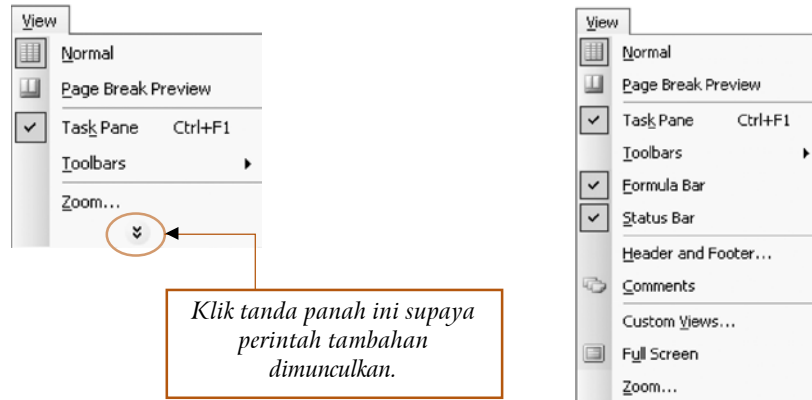 View
Normal
Page Break Preview
Task Pane Ctrl+F1
Toolbars
Zoom...
Klik tanda panah ini supaya
perintah tambahan
dimunculkan.
View
Normal
Page Break Preview
Task Pane Ctrl+F1
Toolbars
Formula Bar
Status Bar
Header and Footer...
Comments
Custom Views...
Full Screen
Zoom...